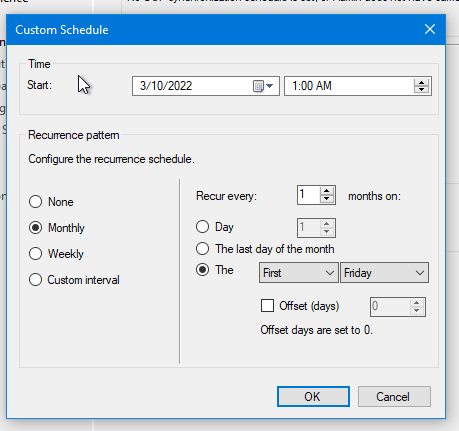 Custom Schedule
Time
Start:
3/10/2022
1:00 AM
Recurrence pattern
Configure the recurrence schedule.
None
Monthly
Weekly
Custom interval
Recur every: 1 months on:
Day 1
The last day of the month
The First Friday
Offset (days) 0
Offset days are set to 0.
OK Cancel